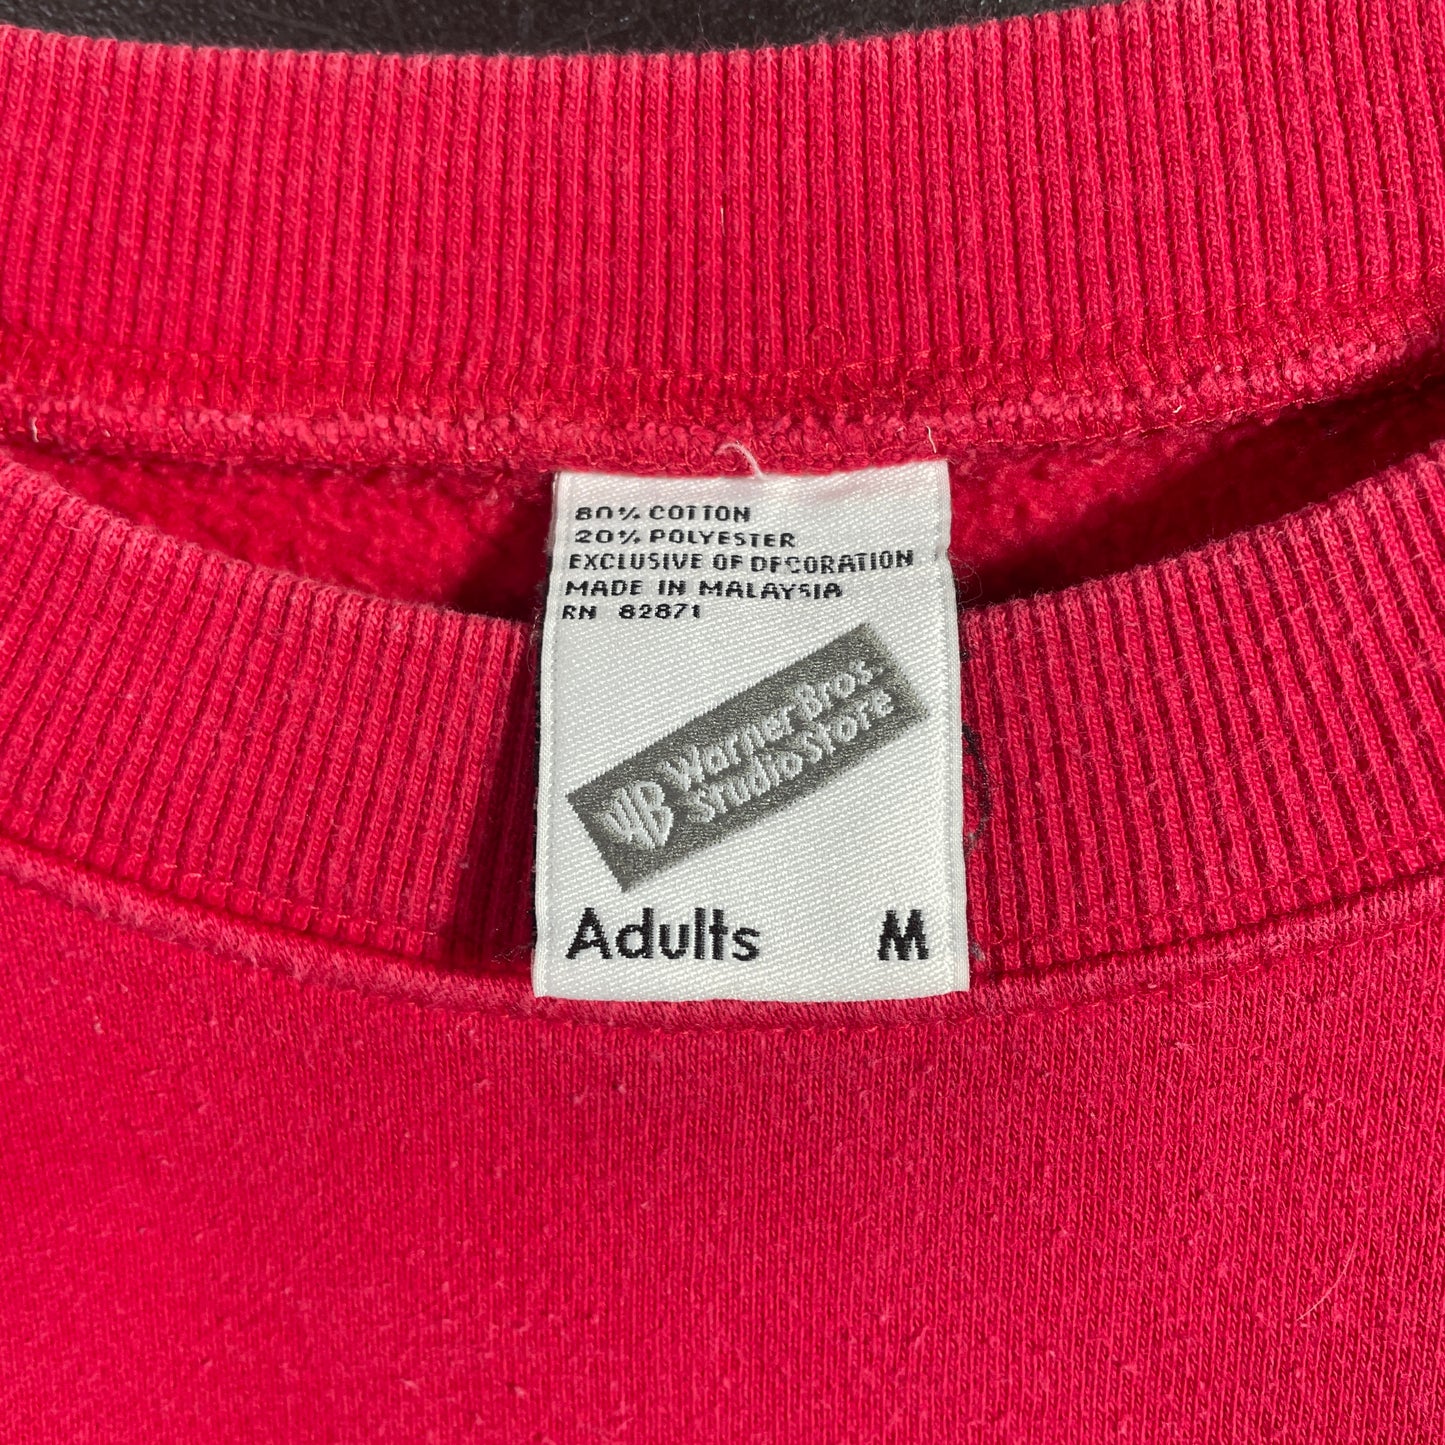 80% COTTON
20% POLYESTER
EXCLUSIVE OF DECORATION
MADE IN MALAYSIA
RN 82871
WB Warner Bros.
Studio Store
Adults M